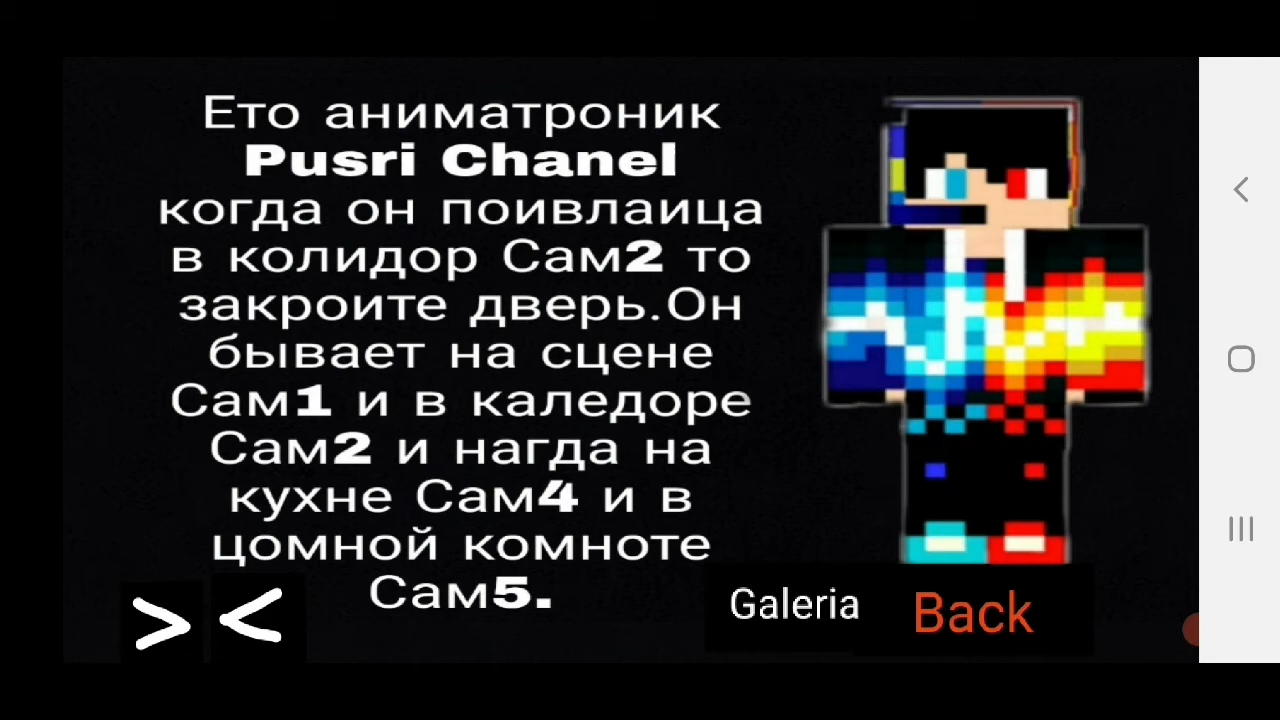 Ето аниматроник
Pusri Chanel
когда он поивлаица
в колидор Сам2 то
закроите дверь.Он
бывает на сцене
Сам1 и в каледоре
Сам2 и нагда на
кухне Сам4 и в
цомной комноте
Сам5.
> <
Galeria
Back